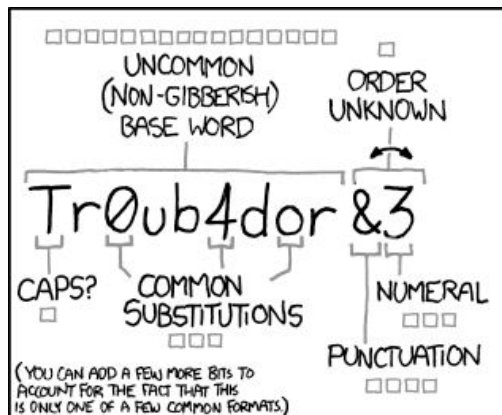 UNCOMMON
(NON-GIBBERISH)
BASE WORD
ORDER
UNKNOWN
Tr0ub4dor &3
CAPS?
COMMON
SUBSTITUTIONS
NUMERAL
PUNCTUATION
(YOU CAN ADD A FEW MORE BITS TO
ACCOUNT FOR THE FACT THAT THIS
IS ONLY ONE OF A FEW COMMON FORMATS.)